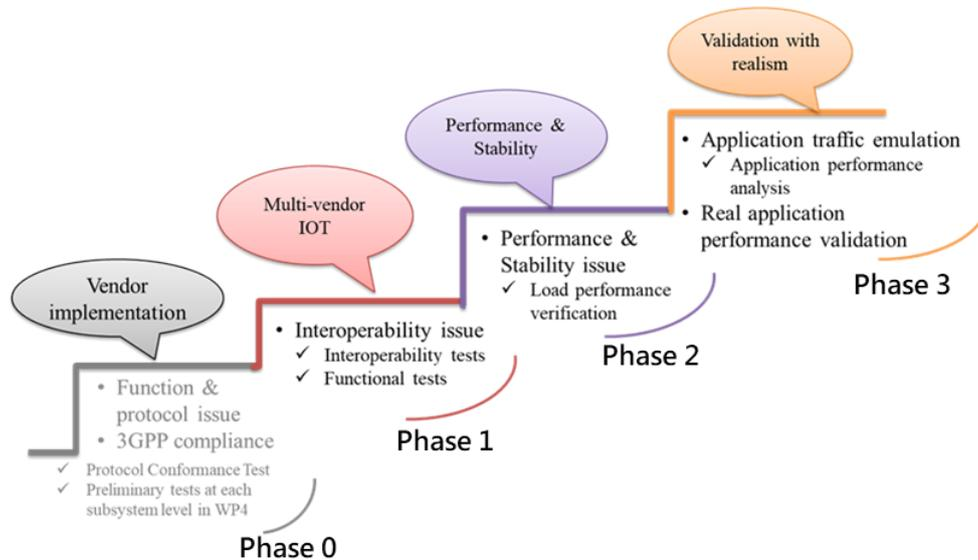 Vendor
implementation
• Function &
protocol issue
• 3GPP compliance
✓ Protocol Conformance Test
✓ Preliminary tests at each
subsystem level in WP4
Phase 0
Multi-vendor
IOT
• Interoperability issue
✓ Interoperability tests
✓ Functional tests
Phase 1
Performance &
Stability
• Performance &
Stability issue
✓ Load performance
verification
Phase 2
Validation with
realism
• Application traffic emulation
✓ Application performance
analysis
• Real application
performance validation
Phase 3